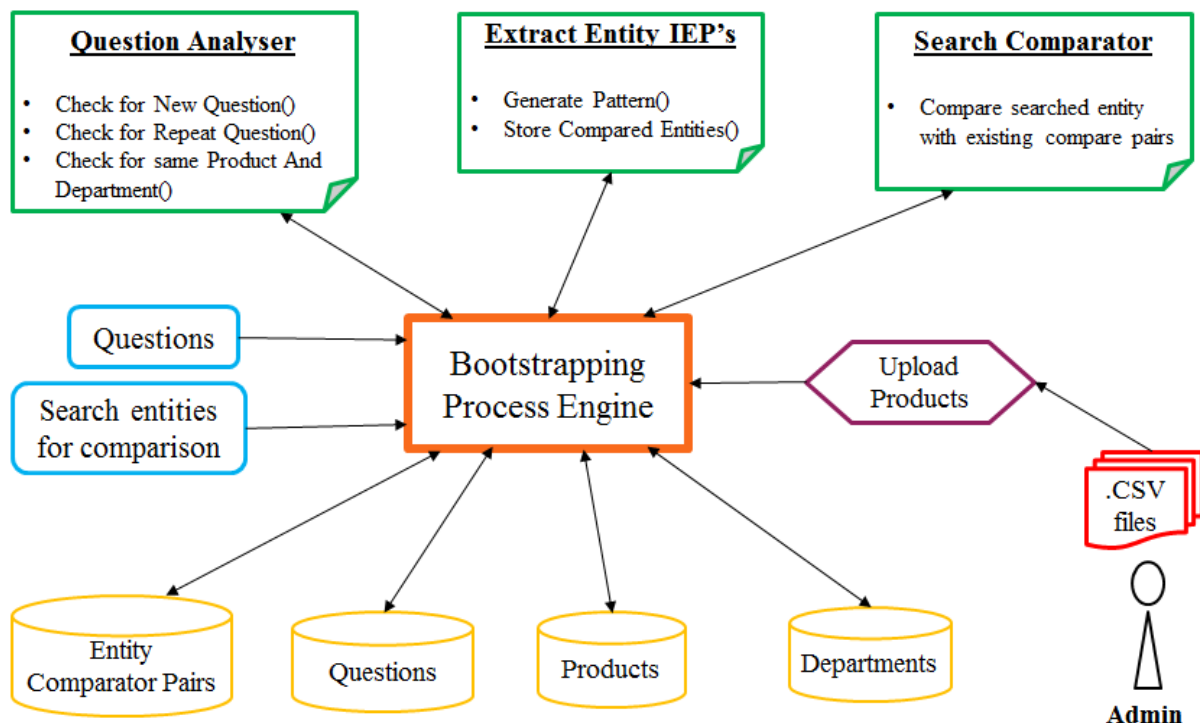 Question Analyser
• Check for New Question()
• Check for Repeat Question()
• Check for same Product And
Department()
Extract Entity IEP’s
• Generate Pattern()
• Store Compared Entities()
Search Comparator
• Compare searched entity
with existing compare pairs
Questions
Search entities
for comparison
Bootstrapping
Process Engine
Upload
Products
.CSV
files
Entity
Comparator Pairs
Questions
Products
Departments
Admin